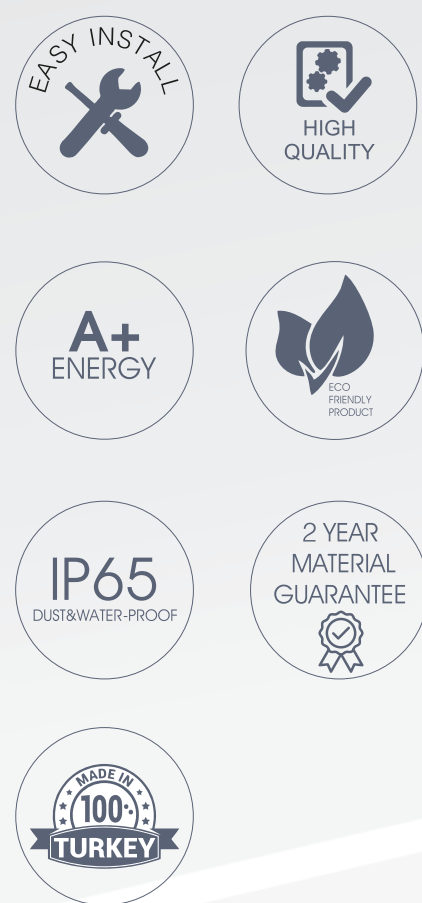 EASY INSTALL
HIGH
QUALITY
A+
ENERGY
ECO
FRIENDLY
PRODUCT
IP65
DUST&WATER-PROOF
2 YEAR
MATERIAL
GUARANTEE
MADE IN
100%
TURKEY